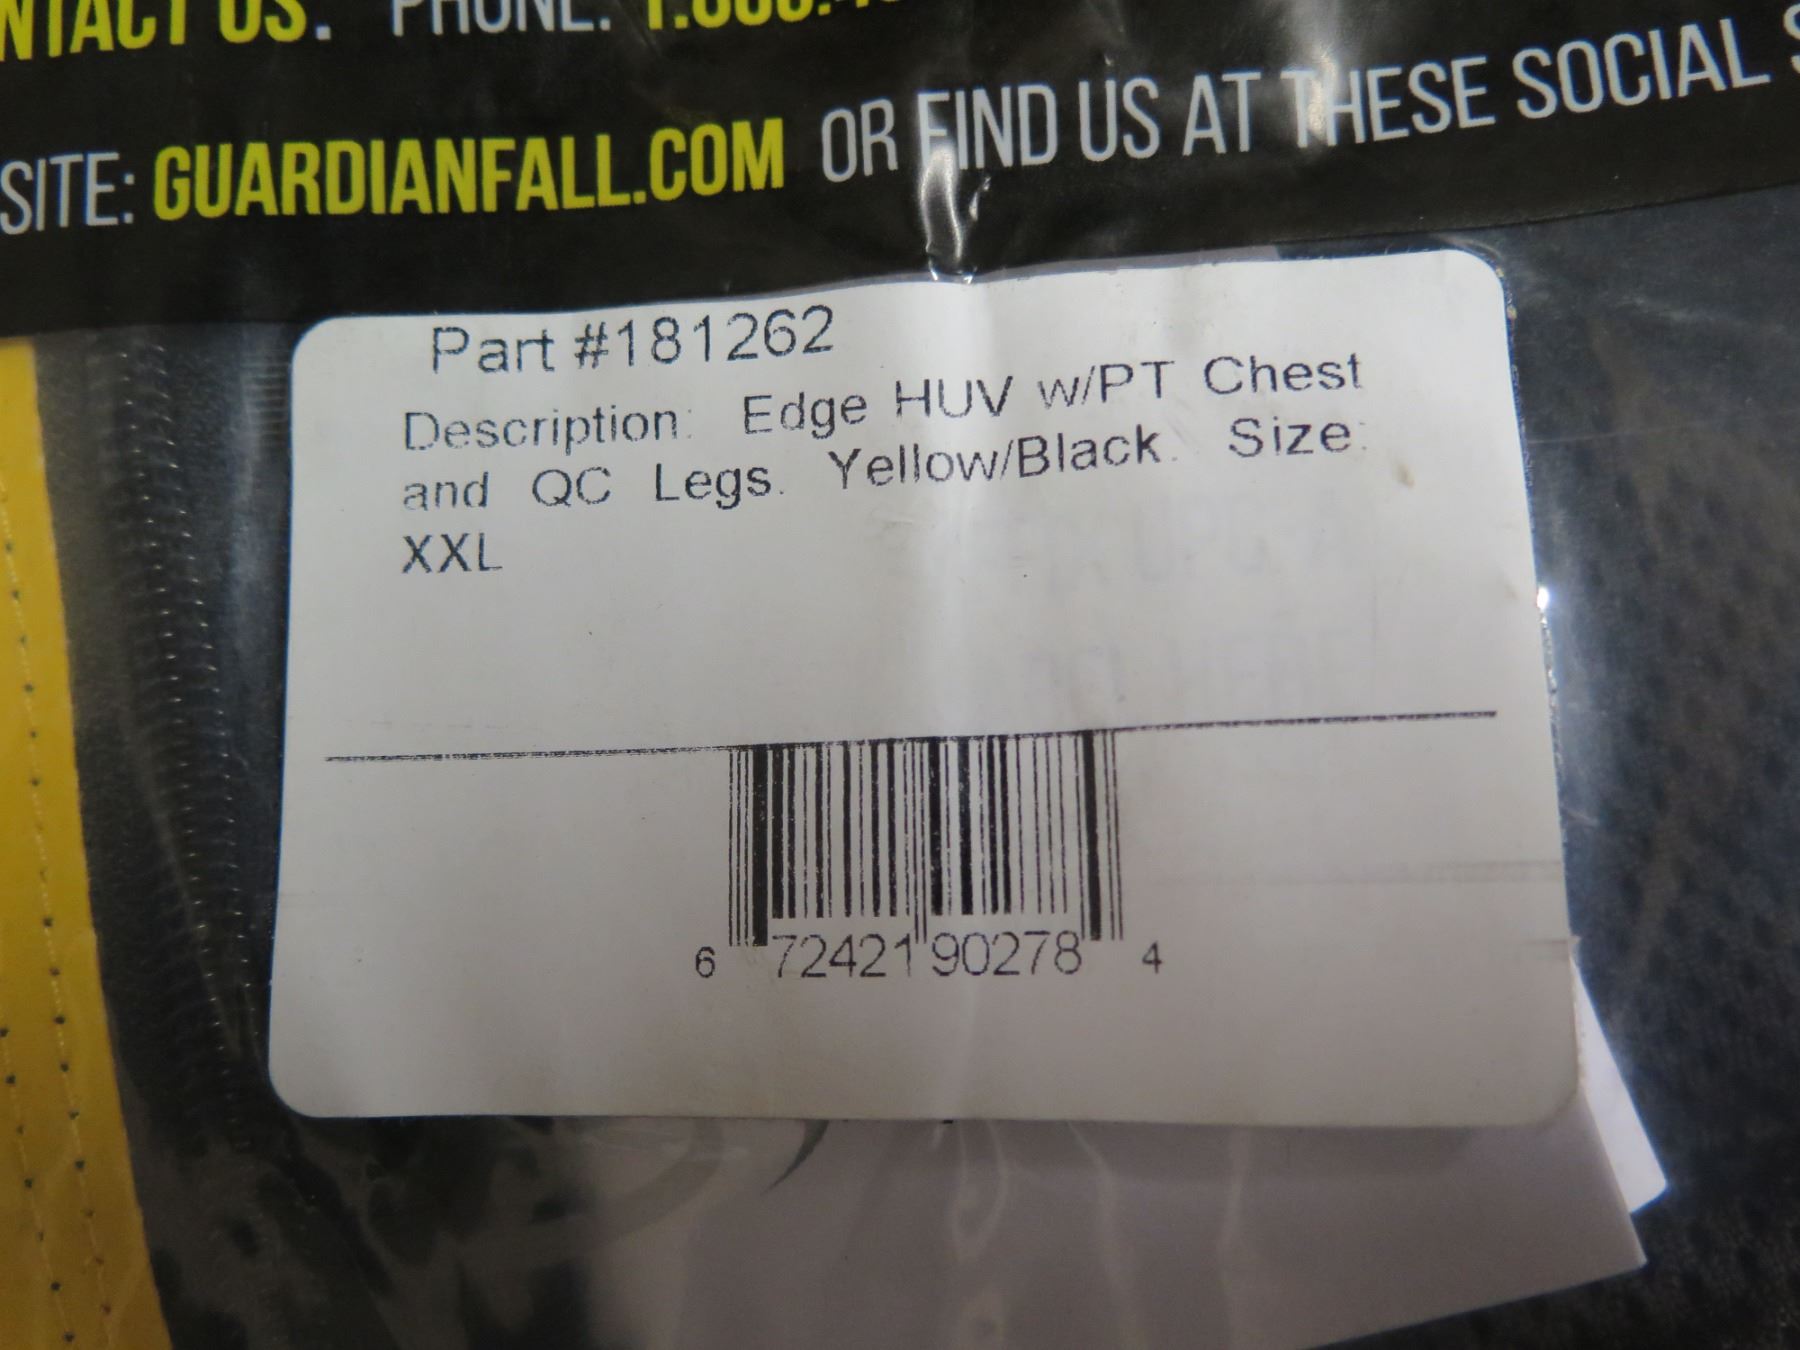 US. PHONE:
SITE: GUARDIANFALL.COM OR FIND US AT THESE SOCIAL
Part #181262
Description: Edge HUV w/PT Chest
and QC Legs. Yellow/Black. Size:
XXL
6 72421 90278 4